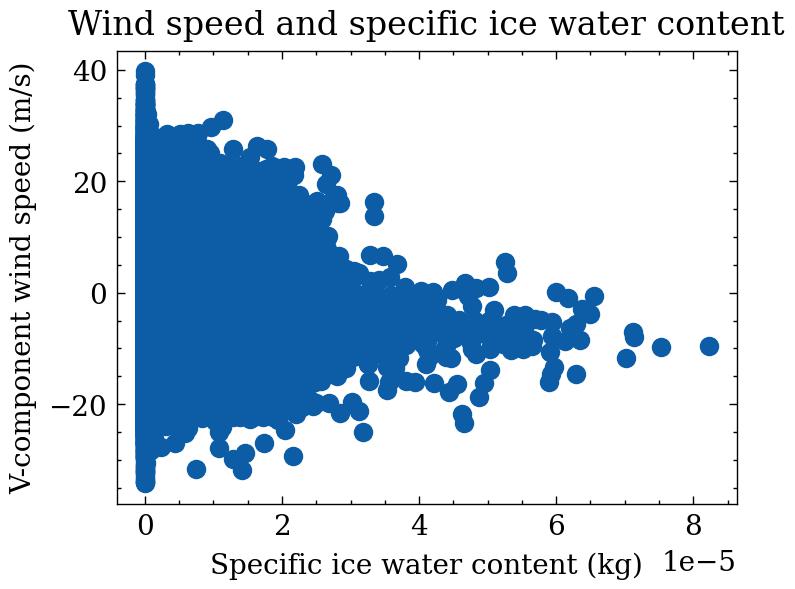 Wind speed and specific ice water content
V-component wind speed (m/s)
40
20
0
−20
0 2 4 6 8
1e−5
Specific ice water content (kg)